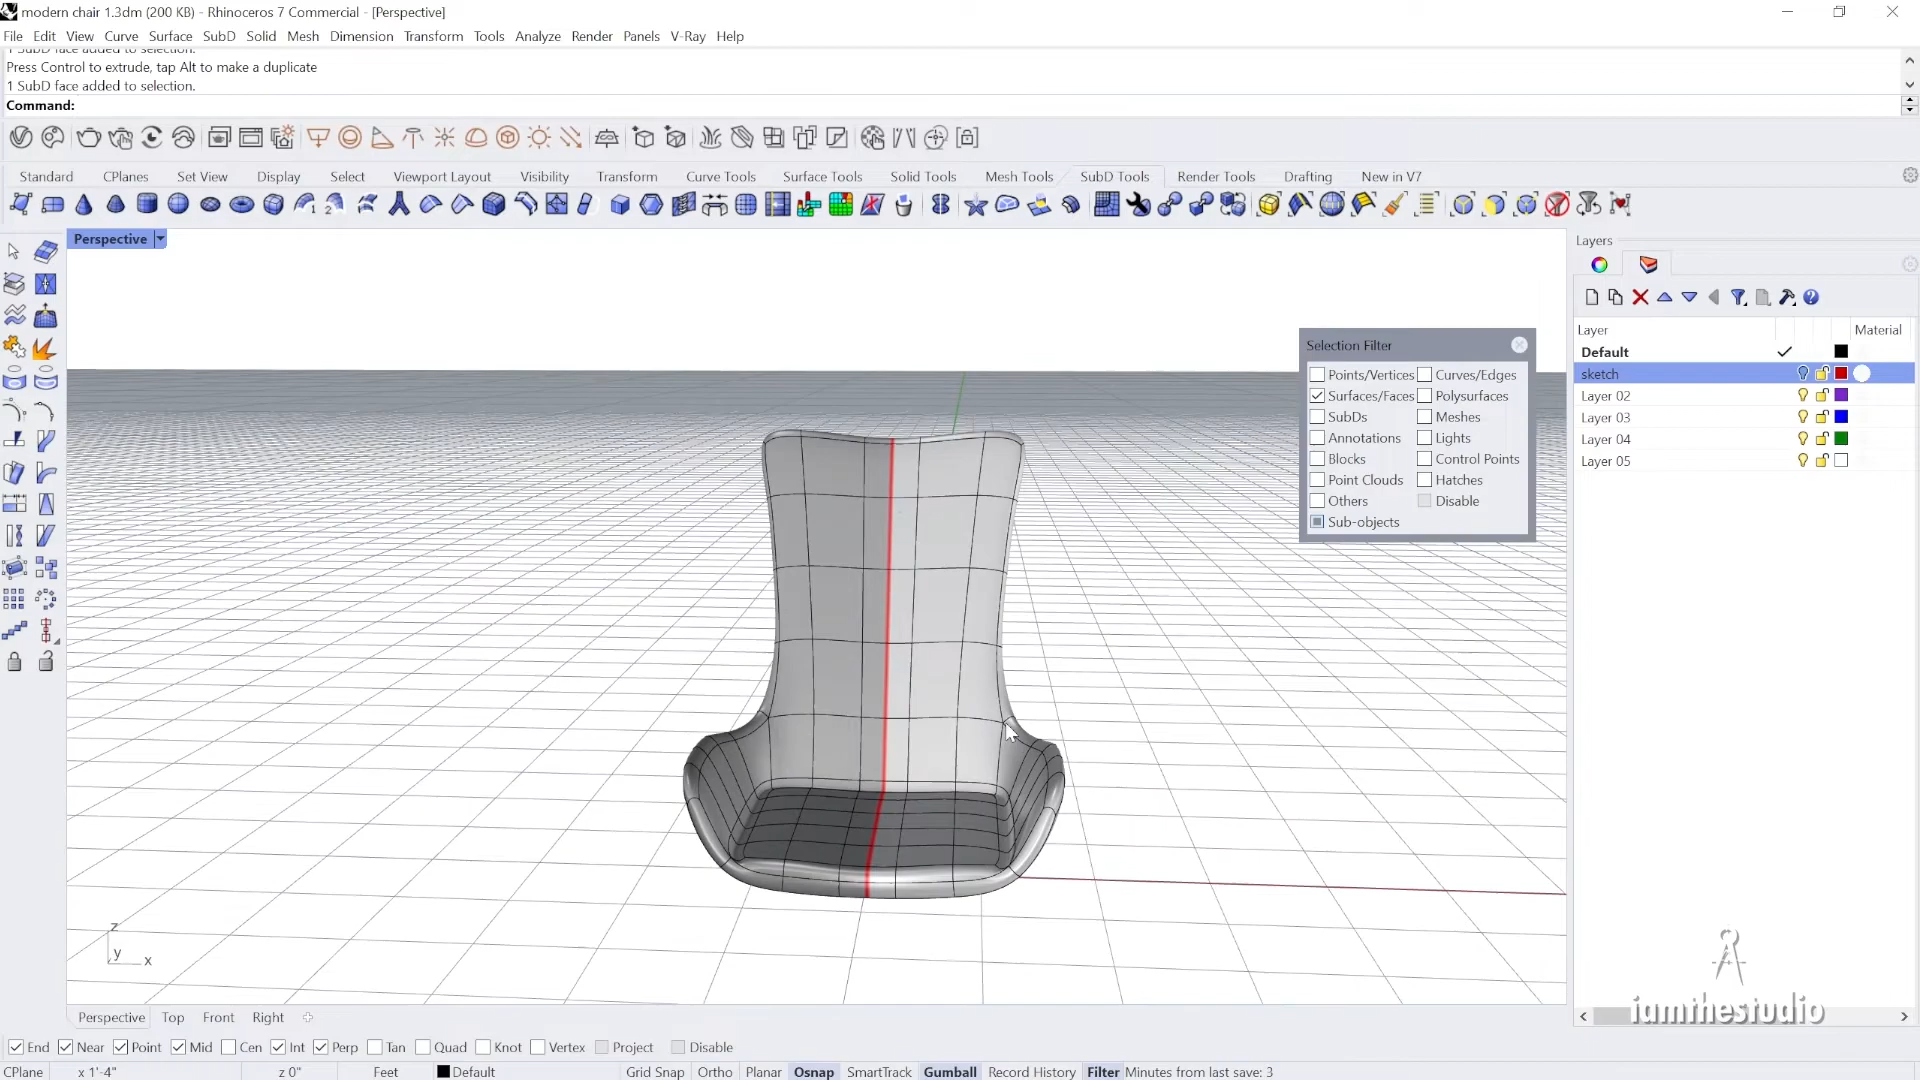 modern chair 1.3dm (200 KB) - Rhinoceros 7 Commercial - [Perspective]
File Edit View Curve Surface SubD Solid Mesh Dimension Transform Tools Analyze Render Panels V-Ray Help
1 SubD face added to selection.
Press Control to extrude, tap Alt to make a duplicate
1 SubD face added to selection.
Command:
Standard CPlanes Set View Display Select Viewport Layout Visibility Transform Curve Tools Surface Tools Solid Tools Mesh Tools SubD Tools Render Tools Drafting New in V7
Perspective
Layers
Layer Material
Default
sketch
Layer 02
Layer 03
Layer 04
Layer 05
Selection Filter
Points/Vertices Curves/Edges
Surfaces/Faces Polysurfaces
SubDs Meshes
Annotations Lights
Blocks Control Points
Point Clouds Hatches
Others Disable
Sub-objects
z
y
x
iamthestudio
Perspective Top Front Right
End Near Point Mid Cen Int Perp Tan Quad Knot Vertex Project Disable
CPlane x 1'-4" z 0" Feet Default Grid Snap Ortho Planar Osnap SmartTrack Gumball Record History Filter Minutes from last save: 3